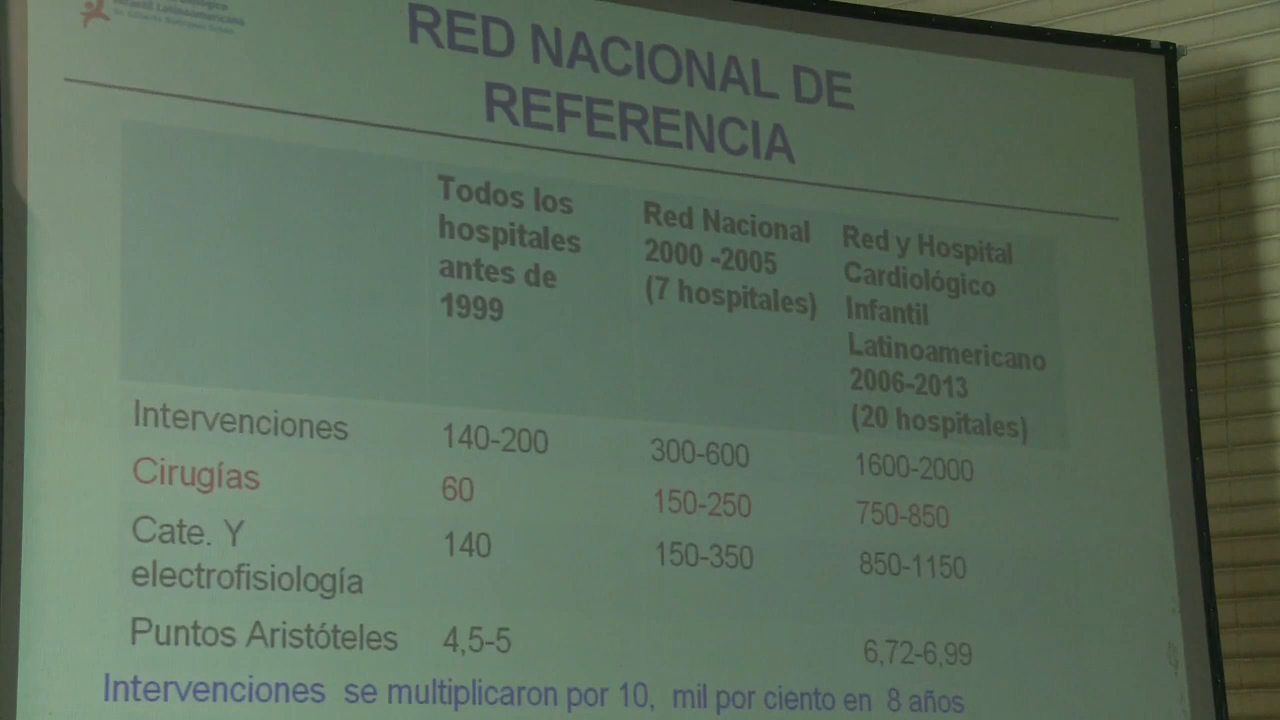 Infantil Latinoamericano
RED NACIONAL DE
REFERENCIA
Todos los
hospitales
antes de
1999
Red Nacional
2000 -2005
(7 hospitales)
Red y Hospital
Cardiológico
Infantil
Latinoamericano
2006-2013
(20 hospitales)
Intervenciones 140-200 300-600 1600-2000
Cirugías 60 150-250 750-850
Cate. Y
electrofisiología 140 150-350 850-1150
Puntos Aristóteles 4,5-5 6,72-6,99
Intervenciones se multiplicaron por 10, mil por ciento en 8 años